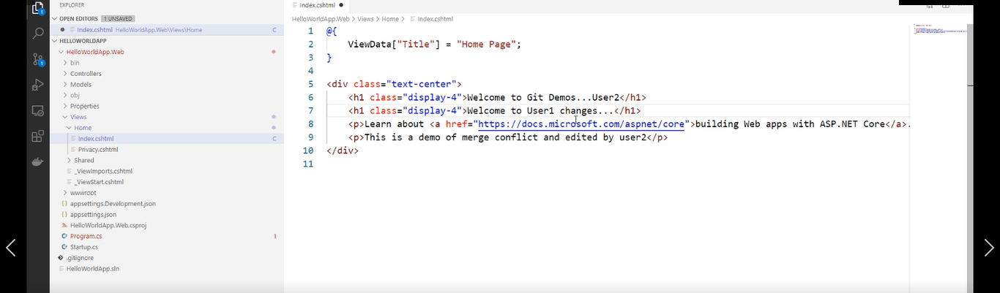 EXPLORER
OPEN EDITORS 1 UNSAVED
Index.cshtml HelloWorldApp.Web\Views\Home C
HELLOWORLDAPP
HelloWorldApp.Web
bin
Controllers
Models
obj
Properties
Views
Home
Index.cshtml C
Privacy.cshtml
Shared
_ViewImports.cshtml
_ViewStart.cshtml
wwwroot
{} appsettings.Development.json
{} appsettings.json
HelloWorldApp.Web.csproj
C# Program.cs 1
C# Startup.cs
.gitignore
HelloWorldApp.sln
1
1
Index.cshtml
HelloWorldApp.Web > Views > Home > Index.cshtml
1 @{
2 ViewData["Title"] = "Home Page";
3 }
4
5 <div class="text-center">
6 <h1 class="display-4">Welcome to Git Demos...User2</h1>
7 <h1 class="display-4">Welcome to User1 changes...</h1>
8 <p>Learn about <a href="https://docs.microsoft.com/aspnet/core">building Web apps with ASP.NET Core</a>.
9 <p>This is a demo of merge conflict and edited by user2</p>
10 </div>
11